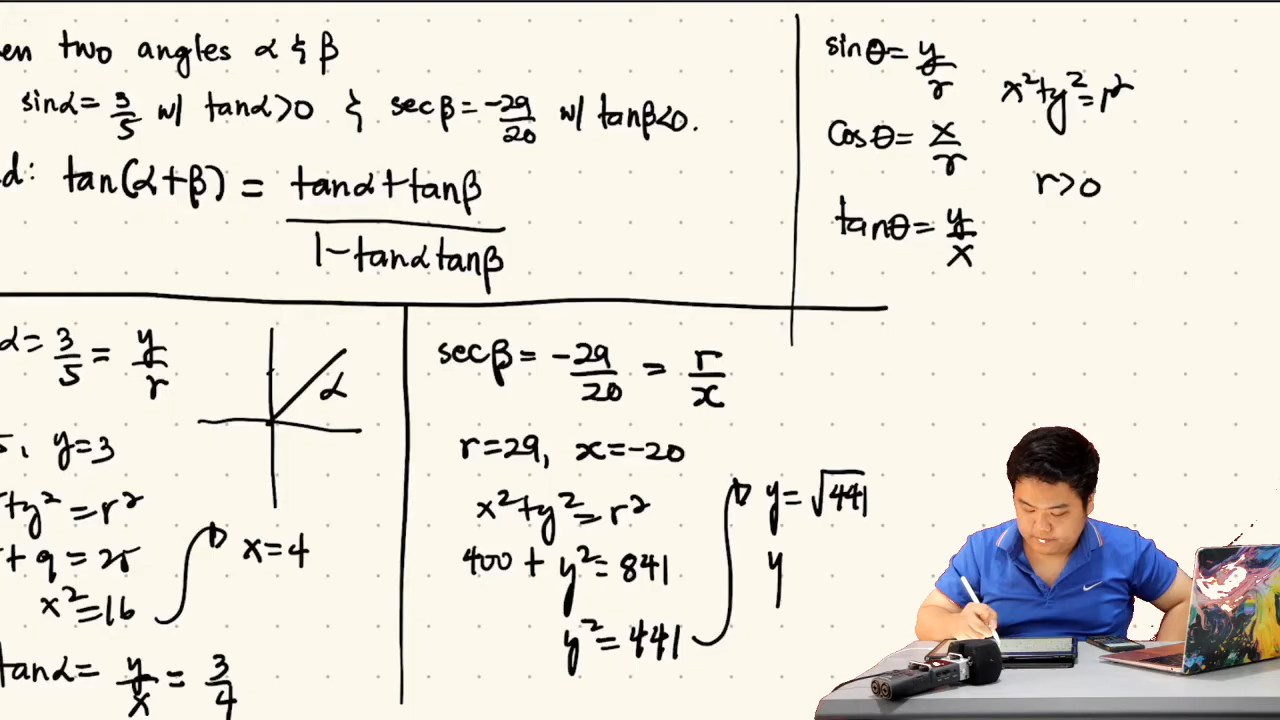 en two angles α & β
sinα = 3/5 w/ tanα>0 & secβ = -29/20 w/ tanβ<0.
d: tan(α+β) = tanα+tanβ / 1-tanαtanβ
sinθ = y/r
x²+y²=r²
cosθ = x/r
r>0
tanθ = y/x
α = 3/5 = y/r
α
5, y=3
+y²=r²
+ 9 = 25
x²=16
x=4
tanα = y/x = 3/4
secβ = -29/20 = r/x
r=29, x=-20
x²+y²=r²
400 + y² = 841
y² = 441
y = √441
y